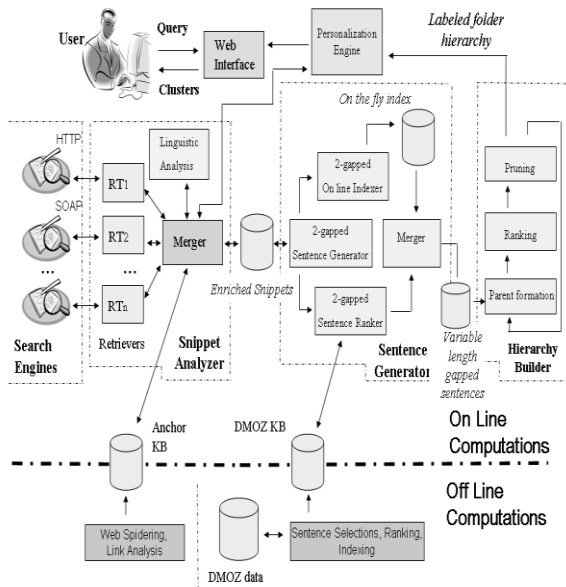 User
Query
Clusters
Web
Interface
Personalization
Engine
Labeled folder
hierarchy
On the fly index
HTTP
SOAP
...
Search
Engines
RT1
RT2
...
RTn
Retrievers
Linguistic
Analysis
Merger
Snippet
Analyzer
Enriched Snippets
2-gapped
On line Indexer
2-gapped
Sentence Generator
2-gapped
Sentence Ranker
Merger
Sentence
Generator
Variable
length
gapped
sentences
Pruning
Ranking
Parent formation
Hierarchy
Builder
Anchor
KB
DMOZ KB
On Line
Computations
Off Line
Computations
Web Spidering,
Link Analysis
DMOZ data
Sentence Selections, Ranking,
Indexing